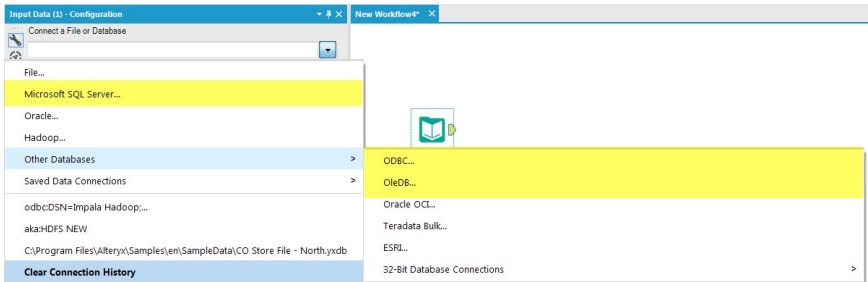 Input Data (1) - Configuration
New Workflow4*
Connect a File or Database
File...
Microsoft SQL Server...
Oracle...
Hadoop...
Other Databases >
Saved Data Connections >
odbc:DSN=Impala Hadoop;...
aka:HDFS NEW
C:\Program Files\Alteryx\Samples\en\SampleData\CO Store File - North.yxdb
Clear Connection History
ODBC...
OleDB...
Oracle OCI...
Teradata Bulk...
ESRI...
32-Bit Database Connections >